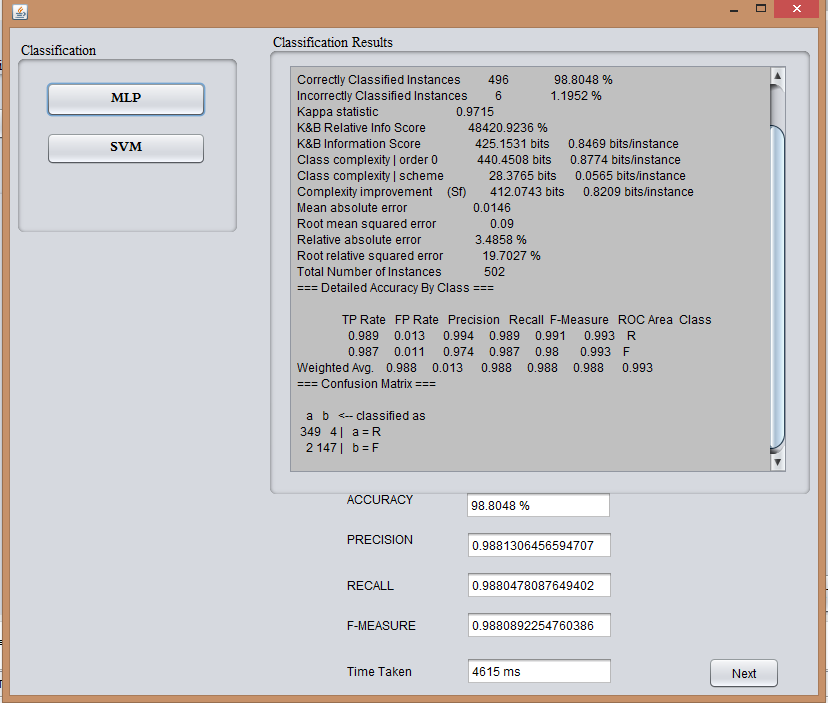 Classification
MLP
SVM
Classification Results
Correctly Classified Instances 496 98.8048 %
Incorrectly Classified Instances 6 1.1952 %
Kappa statistic 0.9715
K&B Relative Info Score 48420.9236 %
K&B Information Score 425.1531 bits 0.8469 bits/instance
Class complexity | order 0 440.4508 bits 0.8774 bits/instance
Class complexity | scheme 28.3765 bits 0.0565 bits/instance
Complexity improvement (Sf) 412.0743 bits 0.8209 bits/instance
Mean absolute error 0.0146
Root mean squared error 0.09
Relative absolute error 3.4858 %
Root relative squared error 19.7027 %
Total Number of Instances 502
=== Detailed Accuracy By Class ===
TP Rate FP Rate Precision Recall F-Measure ROC Area Class
0.989 0.013 0.994 0.989 0.991 0.993 R
0.987 0.011 0.974 0.987 0.98 0.993 F
Weighted Avg. 0.988 0.013 0.988 0.988 0.988 0.993
=== Confusion Matrix ===
a b <-- classified as
349 4 | a = R
2 147 | b = F
ACCURACY 98.8048 %
PRECISION 0.9881306456594707
RECALL 0.9880478087649402
F-MEASURE 0.9880892254760386
Time Taken 4615 ms
Next